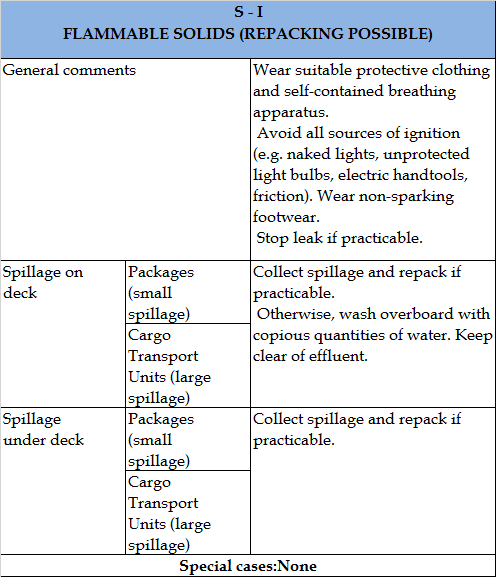 S - I
FLAMMABLE SOLIDS (REPACKING POSSIBLE)
General comments
Wear suitable protective clothing
and self-contained breathing
apparatus.
Avoid all sources of ignition
(e.g. naked lights, unprotected
light bulbs, electric handtools,
friction). Wear non-sparking
footwear.
Stop leak if practicable.
Spillage on
deck
Packages
(small
spillage)
Cargo
Transport
Units (large
spillage)
Collect spillage and repack if
practicable.
Otherwise, wash overboard with
copious quantities of water. Keep
clear of effluent.
Spillage
under deck
Packages
(small
spillage)
Cargo
Transport
Units (large
spillage)
Collect spillage and repack if
practicable.
Special cases:None